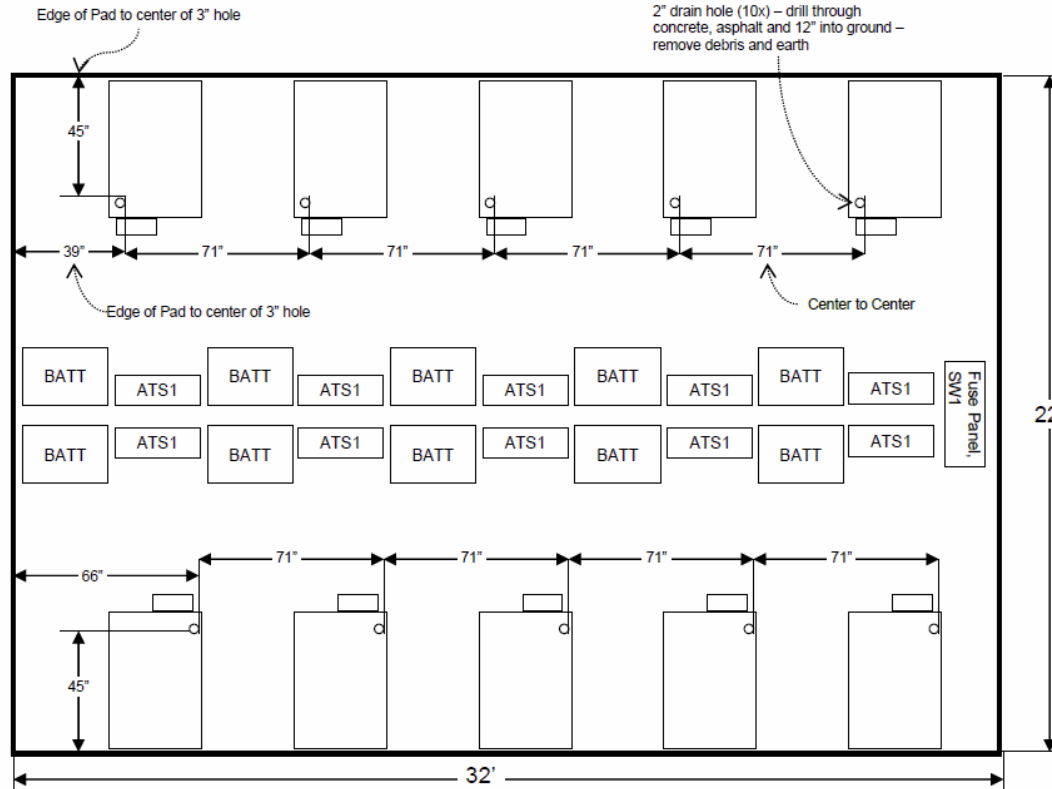 Edge of Pad to center of 3” hole
2” drain hole (10x) – drill through
concrete, asphalt and 12” into ground –
remove debris and earth
45”
39”
71”
71”
71”
71”
Edge of Pad to center of 3” hole
Center to Center
BATT
ATS1
BATT
ATS1
BATT
ATS1
BATT
ATS1
BATT
ATS1
Fuse Panel,
SW1
22
BATT
ATS1
BATT
ATS1
BATT
ATS1
BATT
ATS1
BATT
ATS1
71”
71”
71”
71”
66”
45”
32’